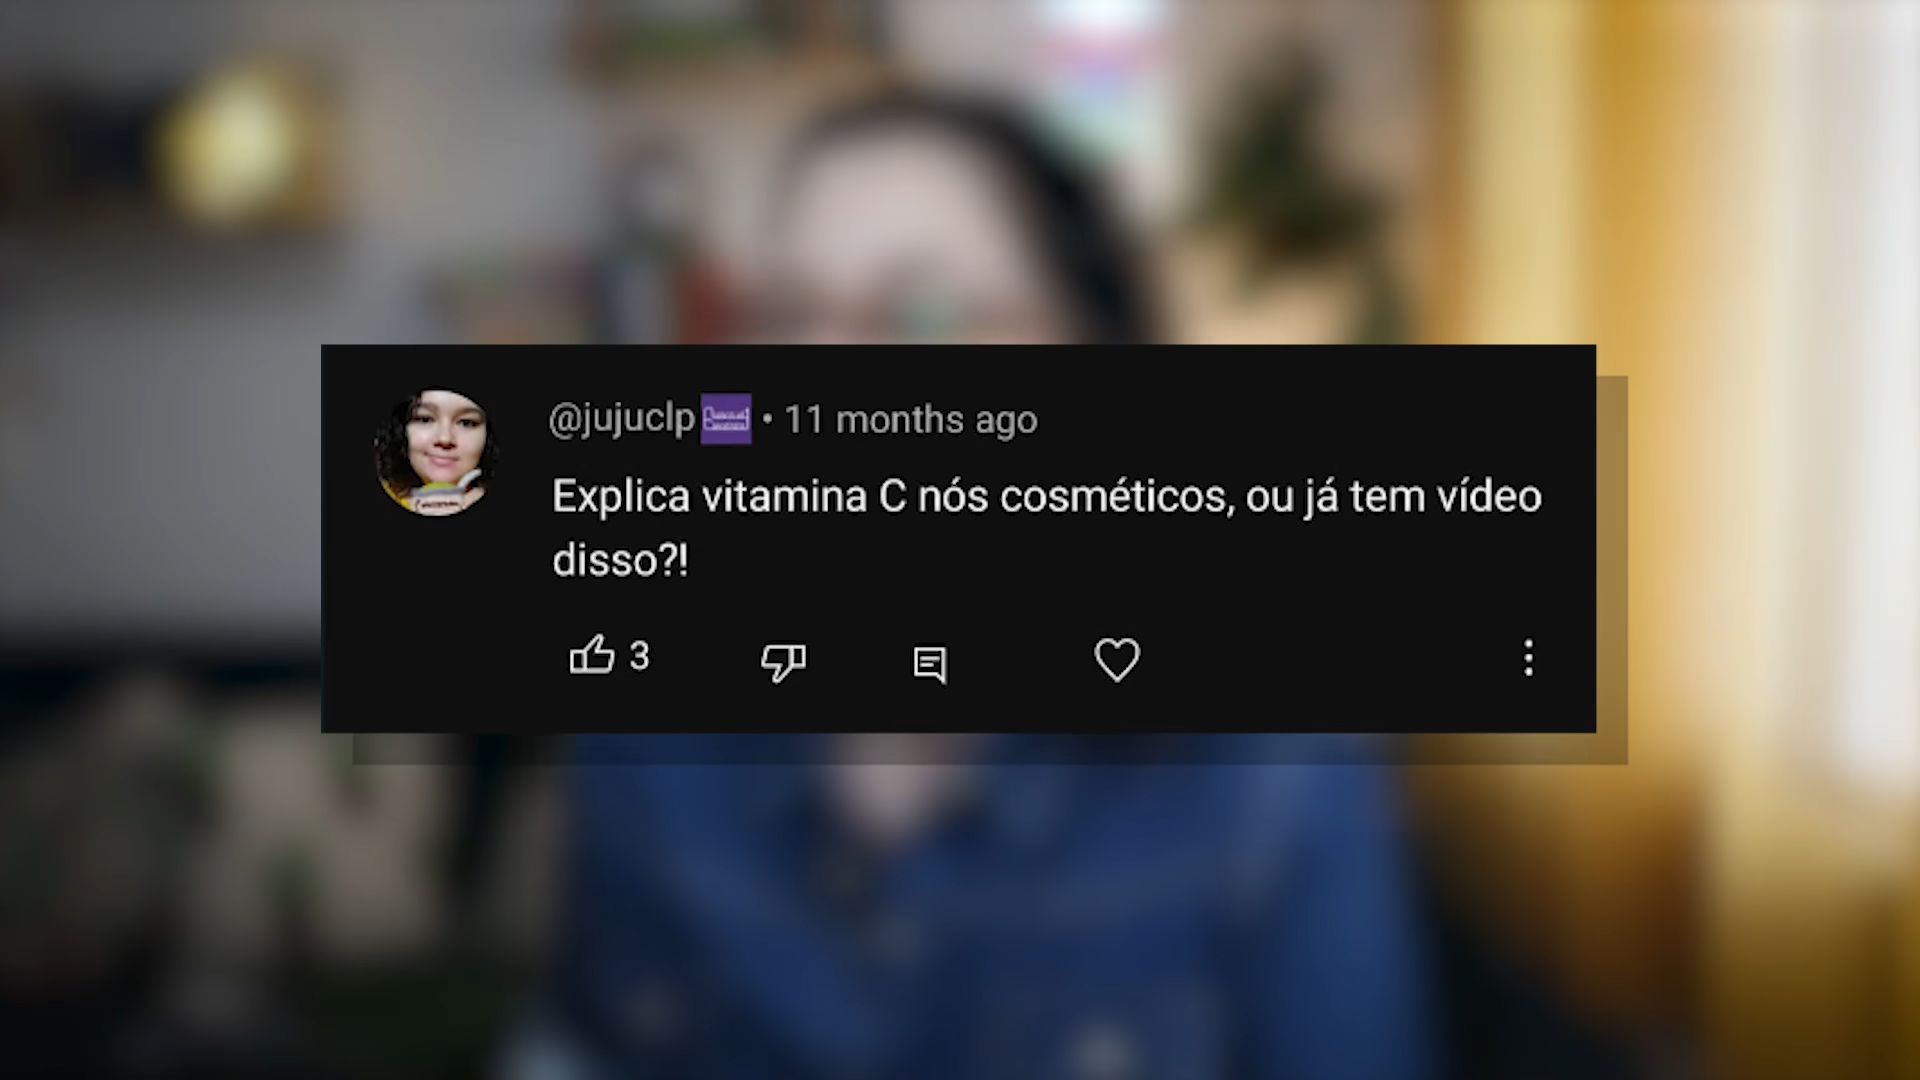 @jujuclp • 11 months ago
Explica vitamina C nós cosméticos, ou já tem vídeo
disso?!
3